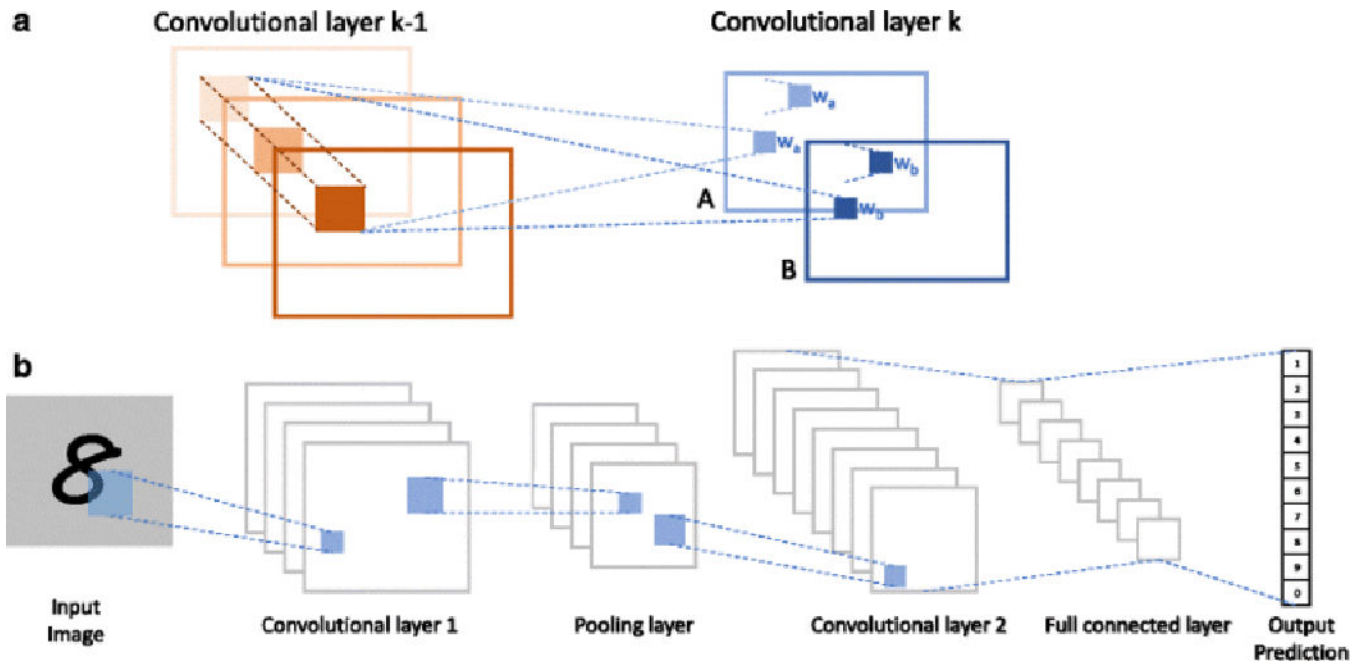 a
Convolutional layer k-1
Convolutional layer k
wa
wa
wb
wb
A
B
b
8
1
2
3
4
5
6
7
8
9
0
Input
Image
Convolutional layer 1
Pooling layer
Convolutional layer 2
Full connected layer
Output
Prediction